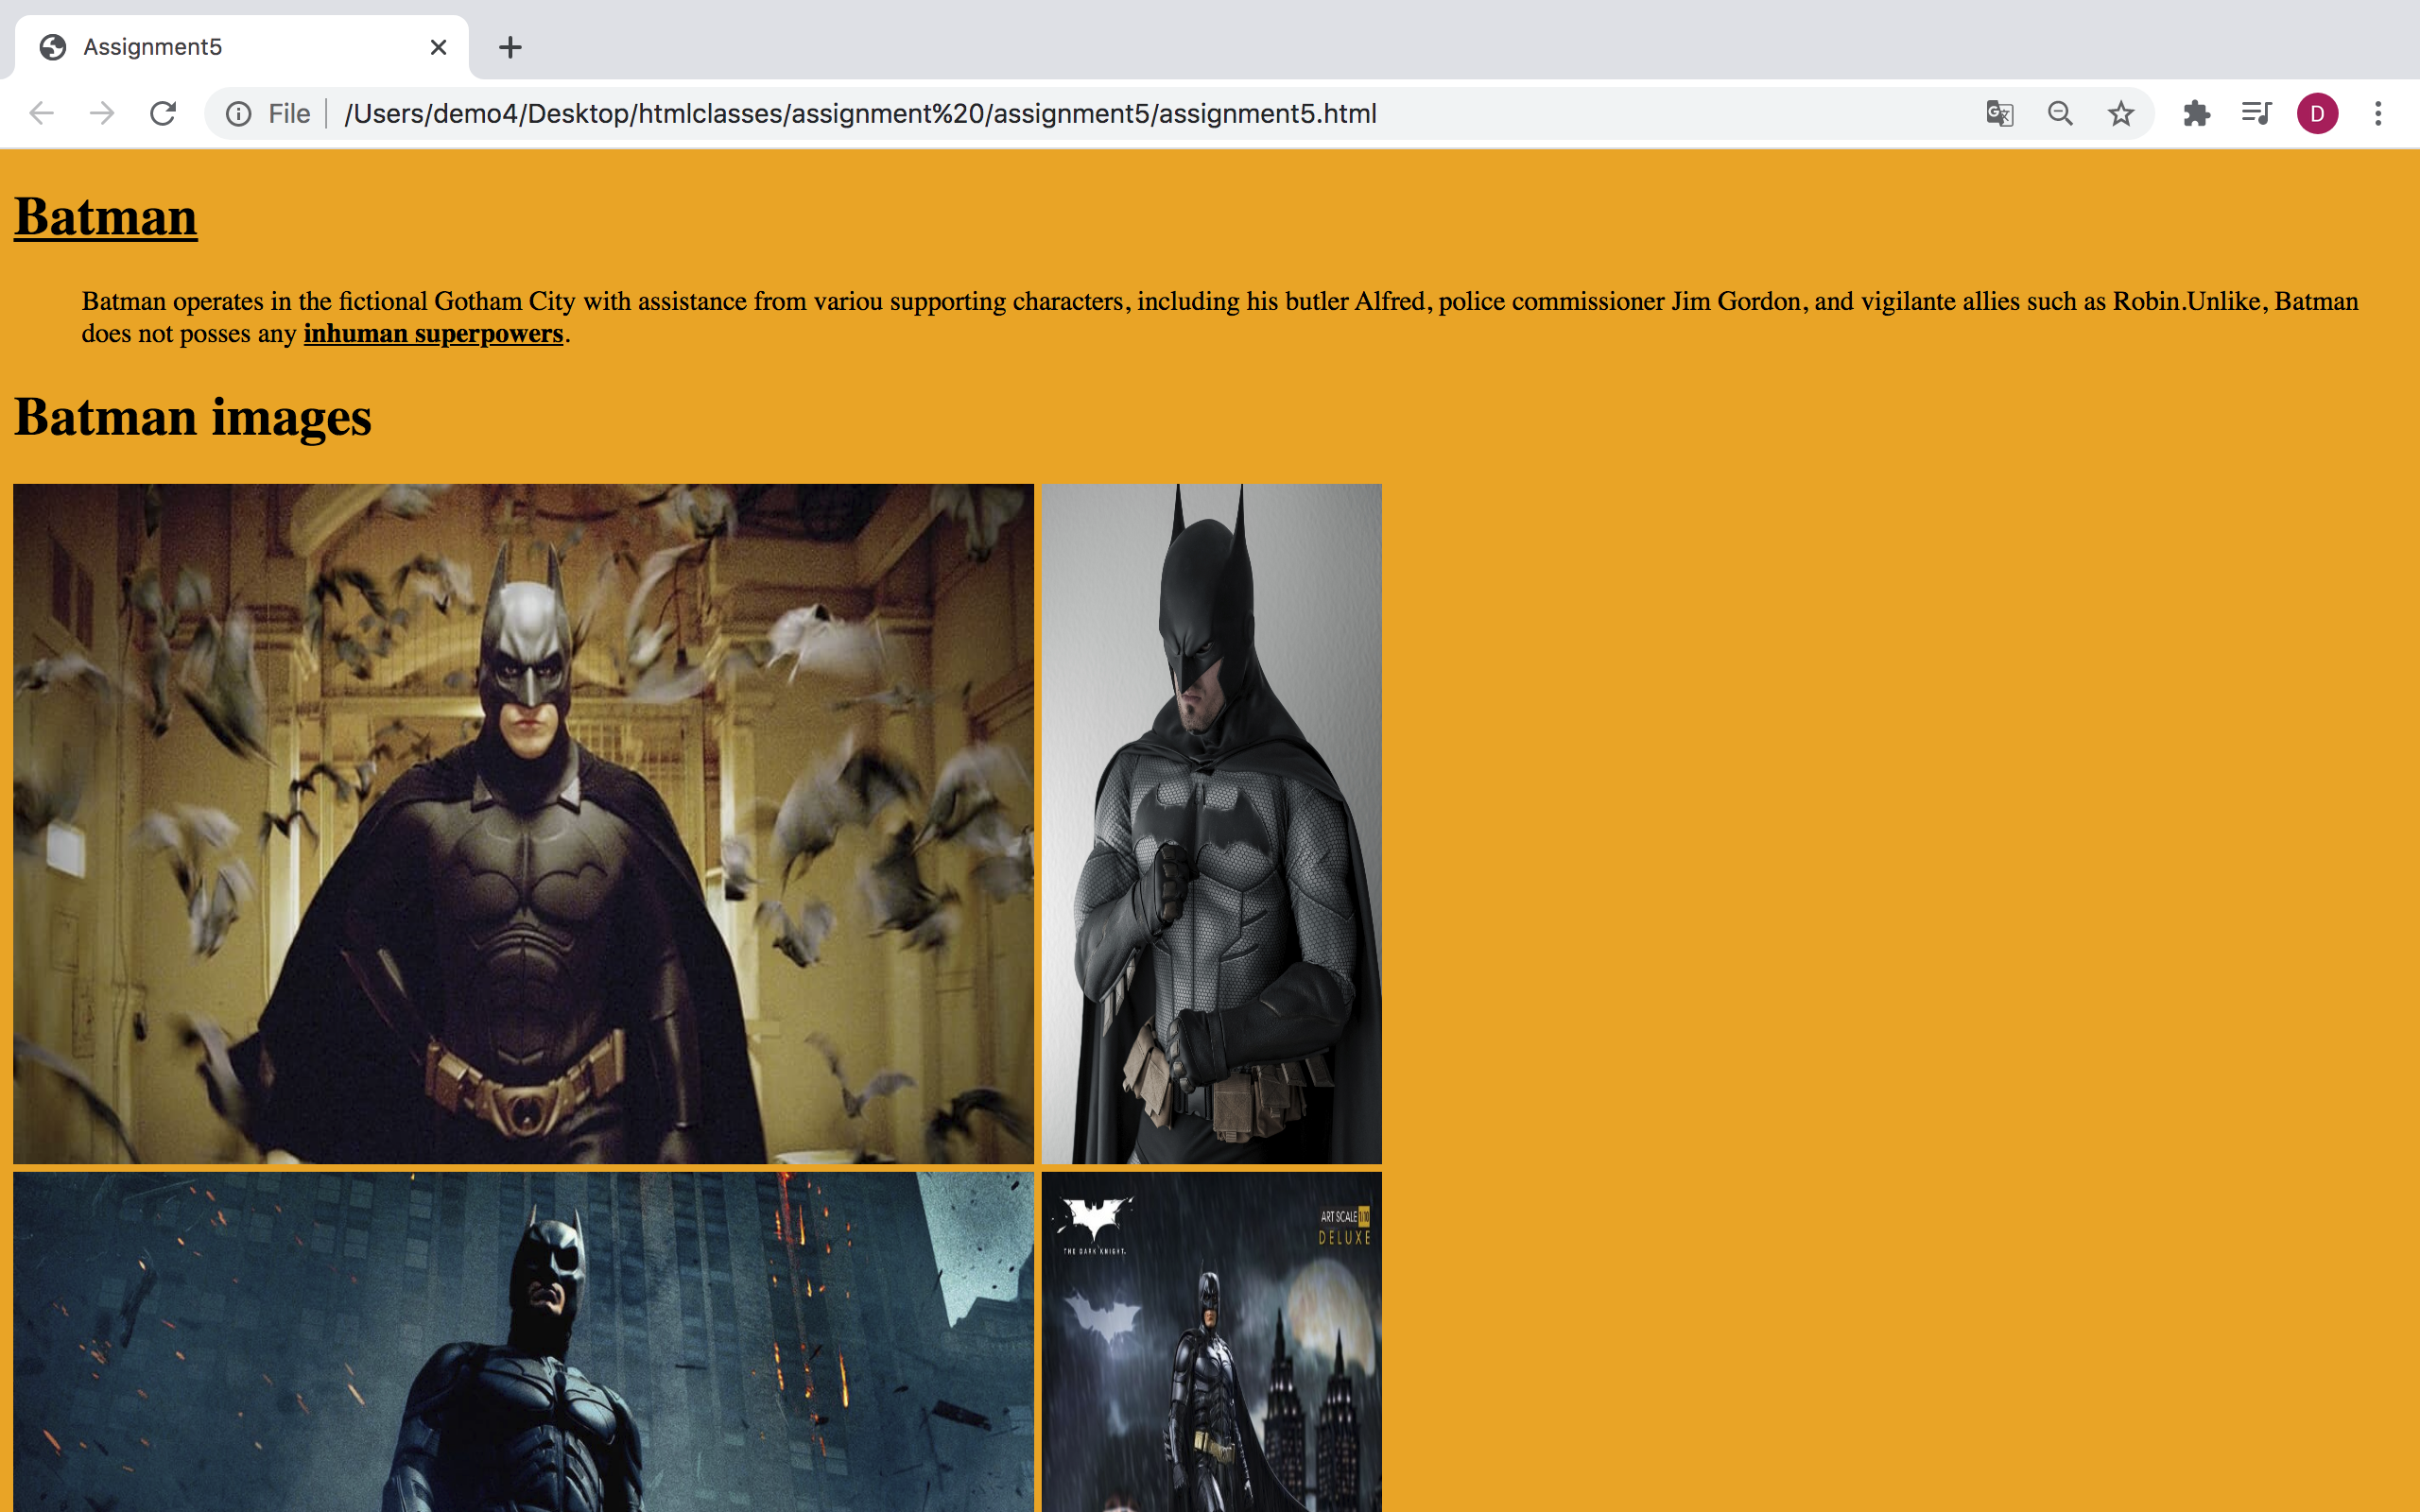 Assignment5
File /Users/demo4/Desktop/htmlclasses/assignment%20/assignment5/assignment5.html
D
Batman
Batman operates in the fictional Gotham City with assistance from variou supporting characters, including his butler Alfred, police commissioner Jim Gordon, and vigilante allies such as Robin.Unlike, Batman
does not posses any inhuman superpowers.
Batman images
THE DARK KNIGHT.
ART SCALE 1/10
DELUXE